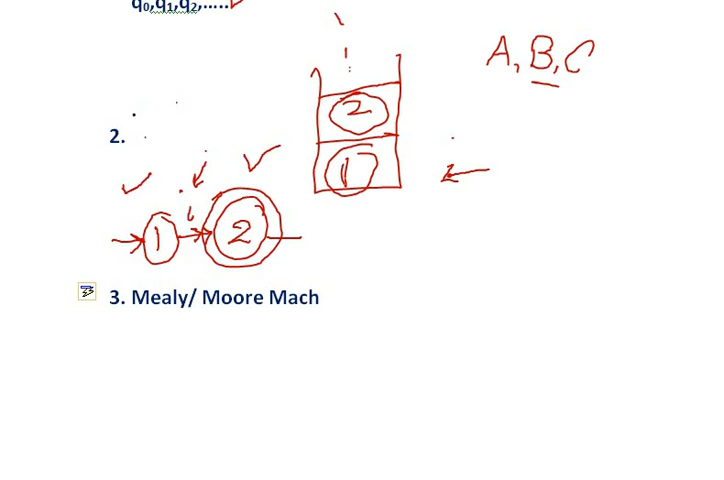 q0,q1,q2,.....
A, B, C
2
2.
1
i
1 2
3. Mealy/ Moore Mach